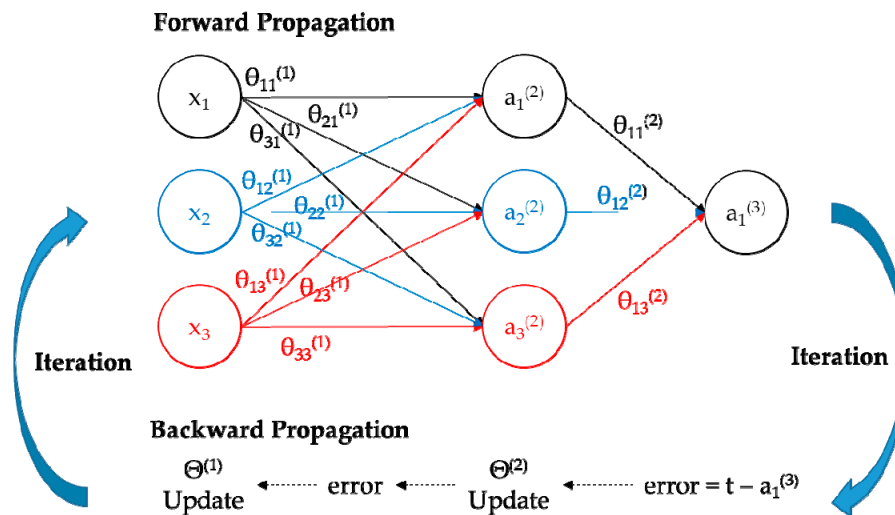 Forward Propagation
x₁ θ₁₁⁽¹⁾ a₁⁽²⁾
θ₂₁⁽¹⁾
θ₃₁⁽¹⁾ θ₁₁⁽²⁾
θ₁₂⁽¹⁾
x₂ θ₂₂⁽¹⁾ a₂⁽²⁾ θ₁₂⁽²⁾ a₁⁽³⁾
θ₃₂⁽¹⁾
θ₁₃⁽¹⁾ θ₂₃⁽¹⁾ θ₁₃⁽²⁾
x₃ a₃⁽²⁾
θ₃₃⁽¹⁾
Iteration Iteration
Backward Propagation
Θ⁽¹⁾ Θ⁽²⁾
Update error Update error = t – a₁⁽³⁾